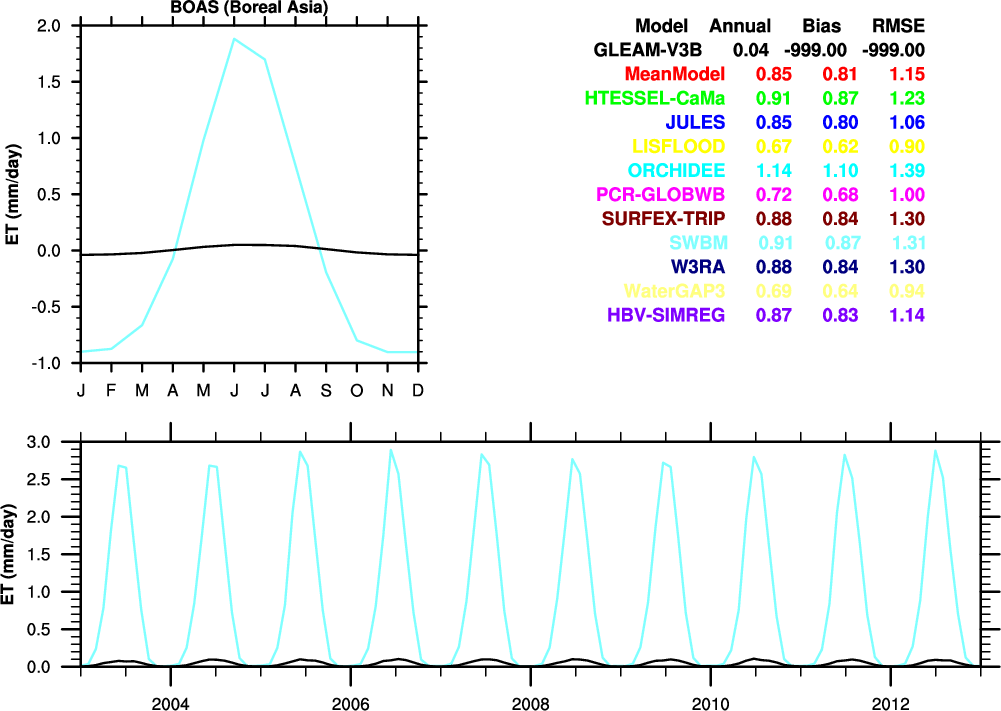 BOAS (Boreal Asia)
2.0
1.5
1.0
0.5
0.0
-0.5
-1.0
ET (mm/day)
J F M A M J J A S O N D
Model Annual Bias RMSE
GLEAM-V3B 0.04 -999.00 -999.00
MeanModel 0.85 0.81 1.15
HTESSEL-CaMa 0.91 0.87 1.23
JULES 0.85 0.80 1.06
LISFLOOD 0.67 0.62 0.90
ORCHIDEE 1.14 1.10 1.39
PCR-GLOBWB 0.72 0.68 1.00
SURFEX-TRIP 0.88 0.84 1.30
SWBM 0.91 0.87 1.31
W3RA 0.88 0.84 1.30
WaterGAP3 0.69 0.64 0.94
HBV-SIMREG 0.87 0.83 1.14
3.0
2.5
2.0
1.5
1.0
0.5
0.0
ET (mm/day)
2004 2006 2008 2010 2012